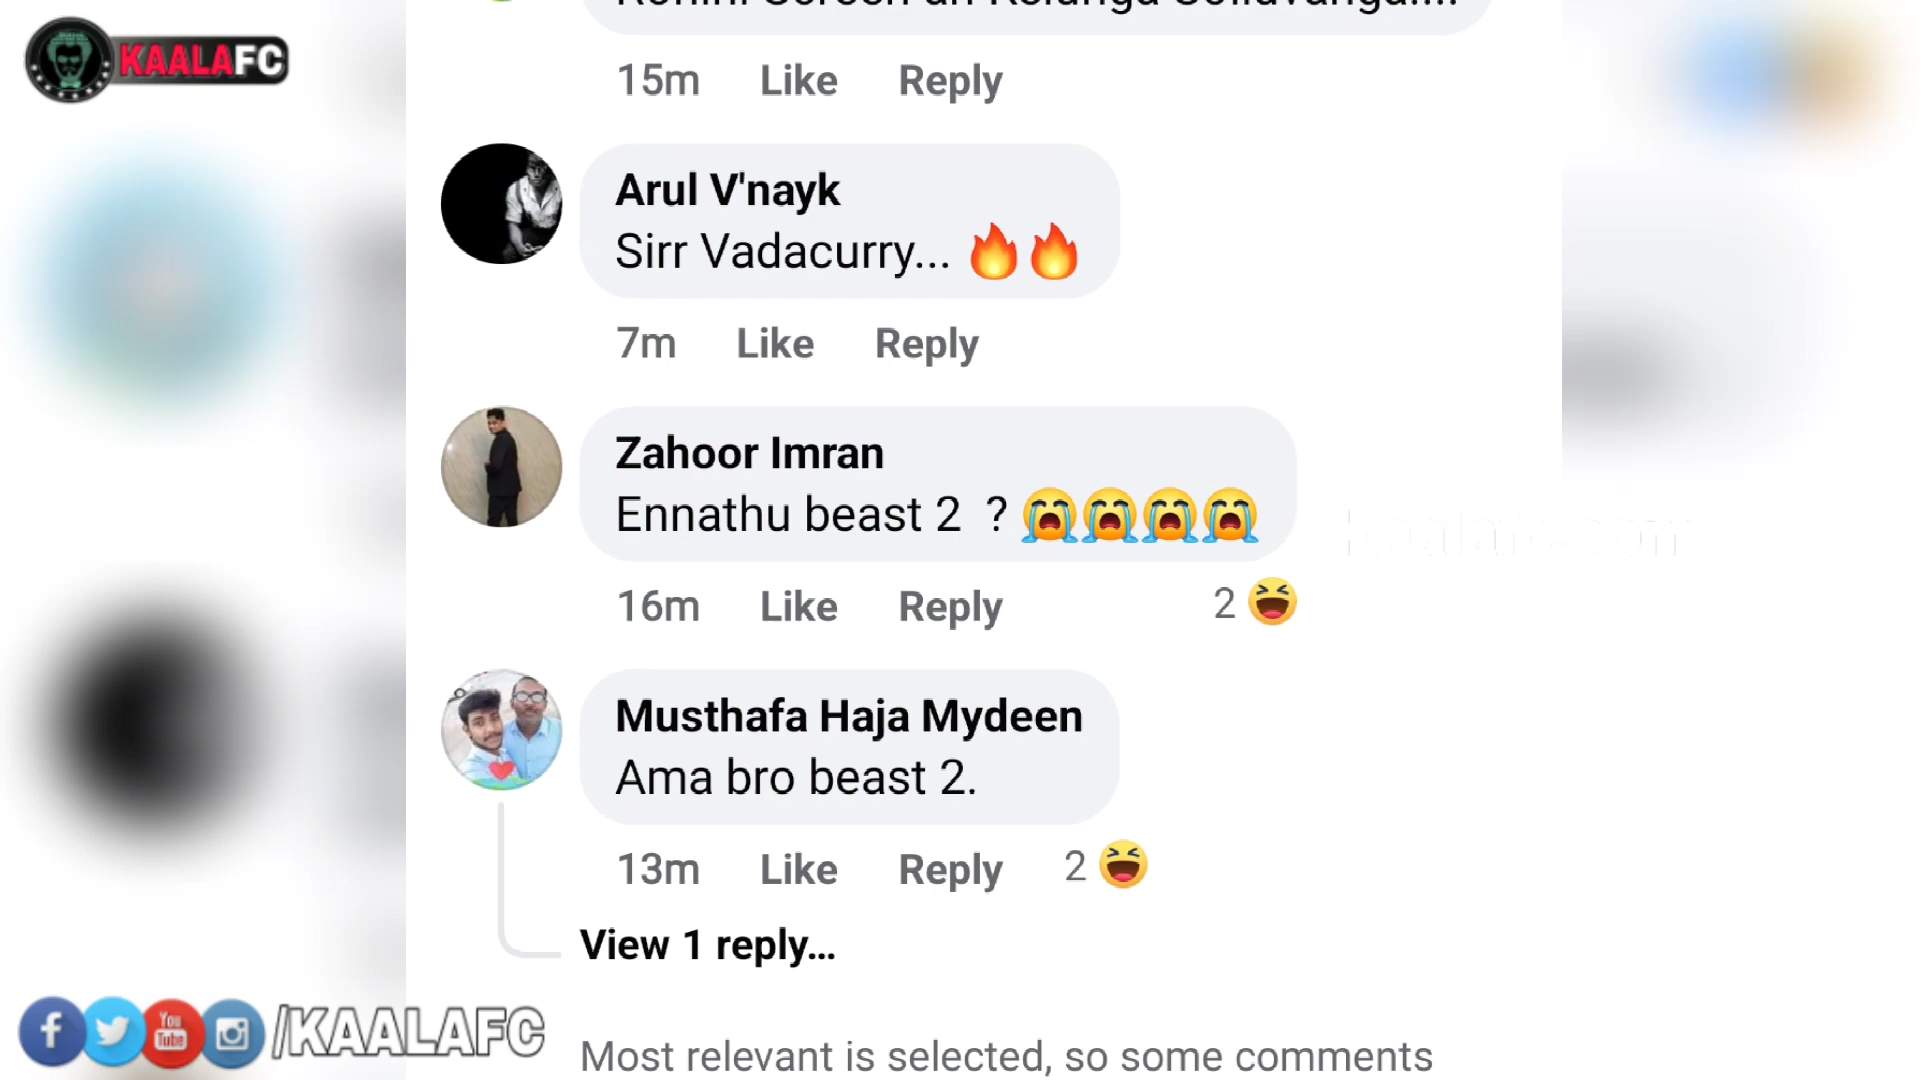 KAALAFC
15m Like Reply
Arul V'nayk
Sirr Vadacurry... 🔥🔥
7m Like Reply
Zahoor Imran
Ennathu beast 2 ? 😭😭😭😭
16m Like Reply 2 😆
Musthafa Haja Mydeen
Ama bro beast 2.
13m Like Reply 2 😆
View 1 reply...
You Tube /KAALAFC
Most relevant is selected, so some comments